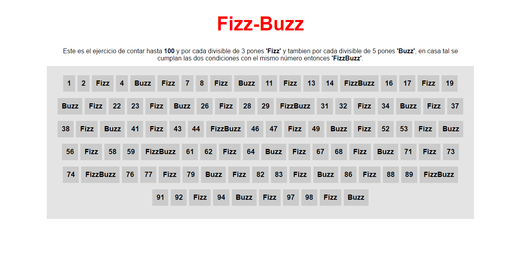 Fizz-Buzz
Este es el ejercicio de contar hasta 100 y por cada divisible de 3 pones 'Fizz' y tambien por cada divisible de 5 pones 'Buzz', en casa tal se
cumplan las dos condiciones con el mismo número entonces 'FizzBuzz'.
1 2 Fizz 4 Buzz Fizz 7 8 Fizz Buzz 11 Fizz 13 14 FizzBuzz 16 17 Fizz 19
Buzz Fizz 22 23 Fizz Buzz 26 Fizz 28 29 FizzBuzz 31 32 Fizz 34 Buzz Fizz 37
38 Fizz Buzz 41 Fizz 43 44 FizzBuzz 46 47 Fizz 49 Buzz Fizz 52 53 Fizz Buzz
56 Fizz 58 59 FizzBuzz 61 62 Fizz 64 Buzz Fizz 67 68 Fizz Buzz 71 Fizz 73
74 FizzBuzz 76 77 Fizz 79 Buzz Fizz 82 83 Fizz Buzz 86 Fizz 88 89 FizzBuzz
91 92 Fizz 94 Buzz Fizz 97 98 Fizz Buzz